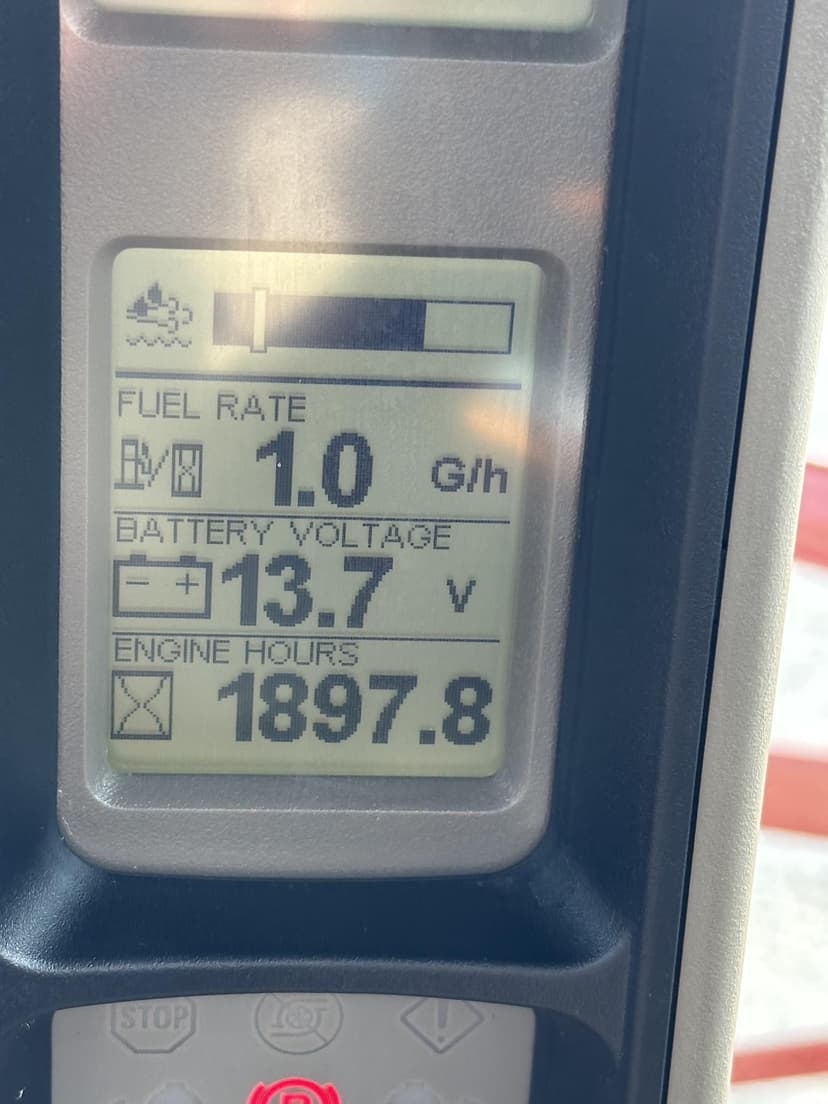 FUEL RATE
1.0 G/h
BATTERY VOLTAGE
- + 13.7 V
ENGINE HOURS
1897.8
STOP
!
P